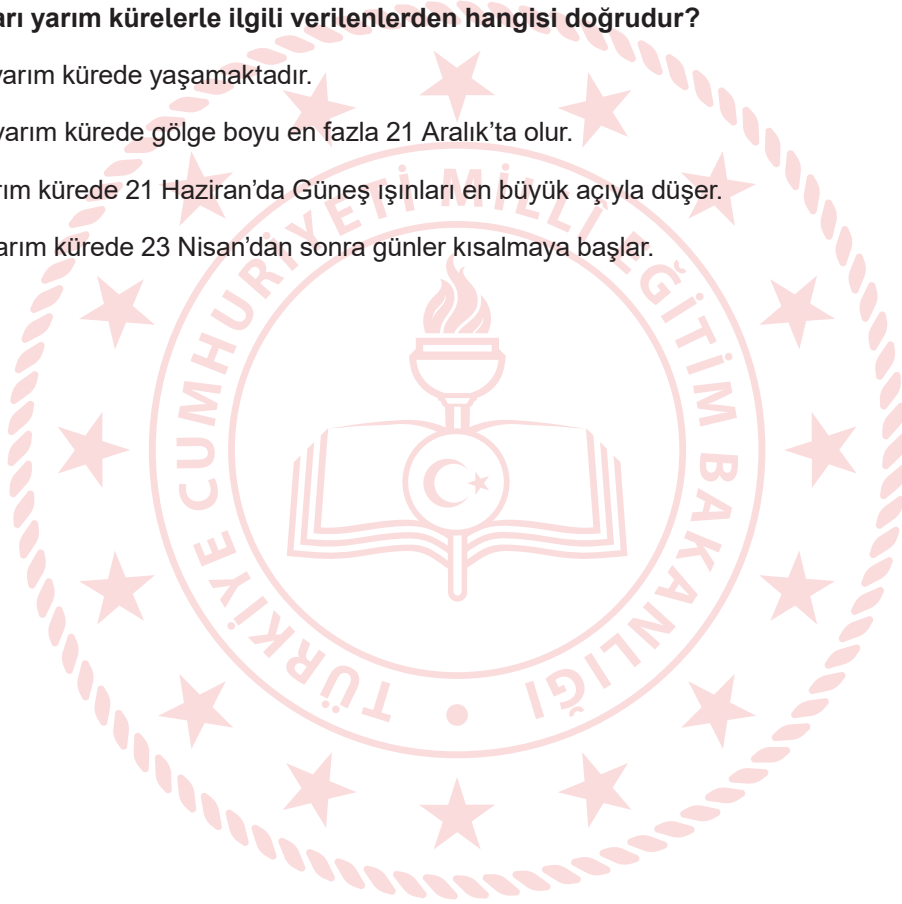 arı yarım kürelerle ilgili verilenlerden hangisi doğrudur?
yarım kürede yaşamaktadır.
yarım kürede gölge boyu en fazla 21 Aralık’ta olur.
rım kürede 21 Haziran’da Güneş ışınları en büyük açıyla düşer.
arım kürede 23 Nisan’dan sonra günler kısalmaya başlar.
TÜRKİYE CUMHURİYETİ MİLLÎ EĞİTİM BAKANLIĞI